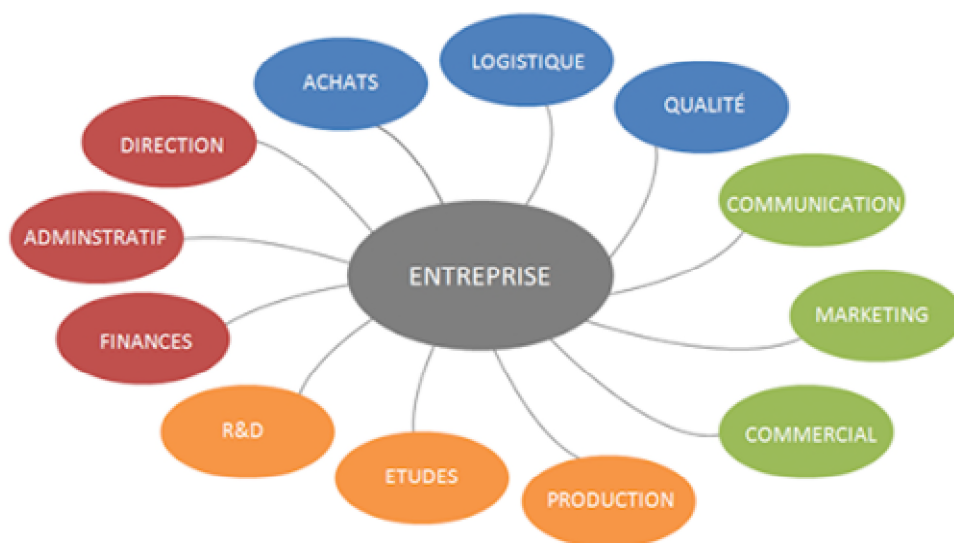 LOGISTIQUE
ACHATS
QUALITÉ
DIRECTION
COMMUNICATION
ADMINSTRATIF
ENTREPRISE
MARKETING
FINANCES
R&D
COMMERCIAL
ETUDES
PRODUCTION